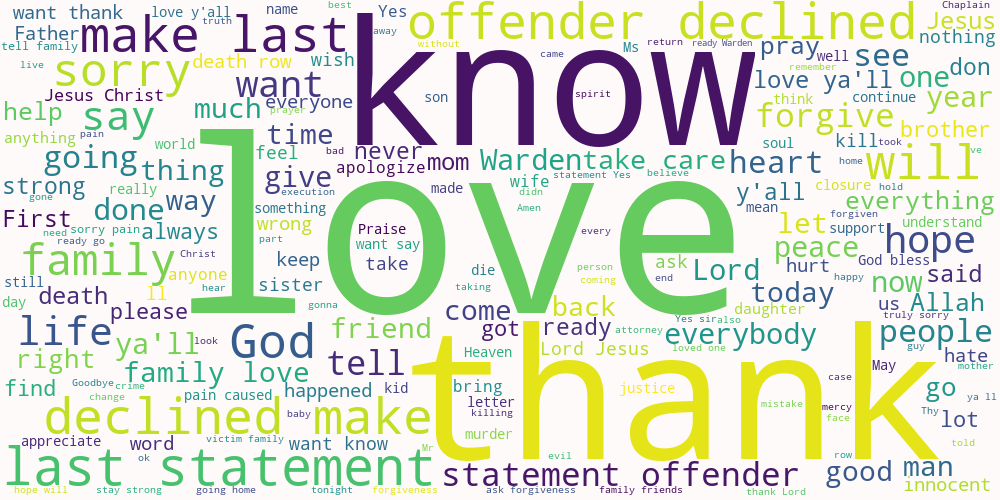 want thank love y'all name best Yes offender declined Chaplain
Father make last truth away know without Ms return ready Warden Jesus
tell family nothing
live sorry death row wish came pray well see
Jesus Christ want son spirit love ya'll one don
help say much everyone prayer remember continue year
anything pain time think forgive brother
world feel bad never apologize mom Wardentake care soul kill took
going thing give execution wife statement Yes believe heart home will ve
strong really made didn y'all closure hold everything
gone done way something Amen mean
First need sorry pain always wrong Praise every let support forgiven understand
ready go part want say peace hope
family Christ keep take love ask hurt God bless
still anyone sister die person coming Lord end happy now said
day death ll hear gonna taking today us Allah
please come back daughter truly sorry
life God friend got ready Yes sir also people
ya'll look attorney everybody guy
right tell Heaven Lord Jesus loved one May hate mother
family love thank
find Goodbye crime pain caused happened kid bring justice case go ya ll
change letter mistake mercy Thy
declined make baby killing face lot
appreciate word victim family want know murder told
ok Mr evil row
last statement statement offender good man
hope will stay strong going home tonight forgiveness ask forgiveness family friends thank Lord innocent